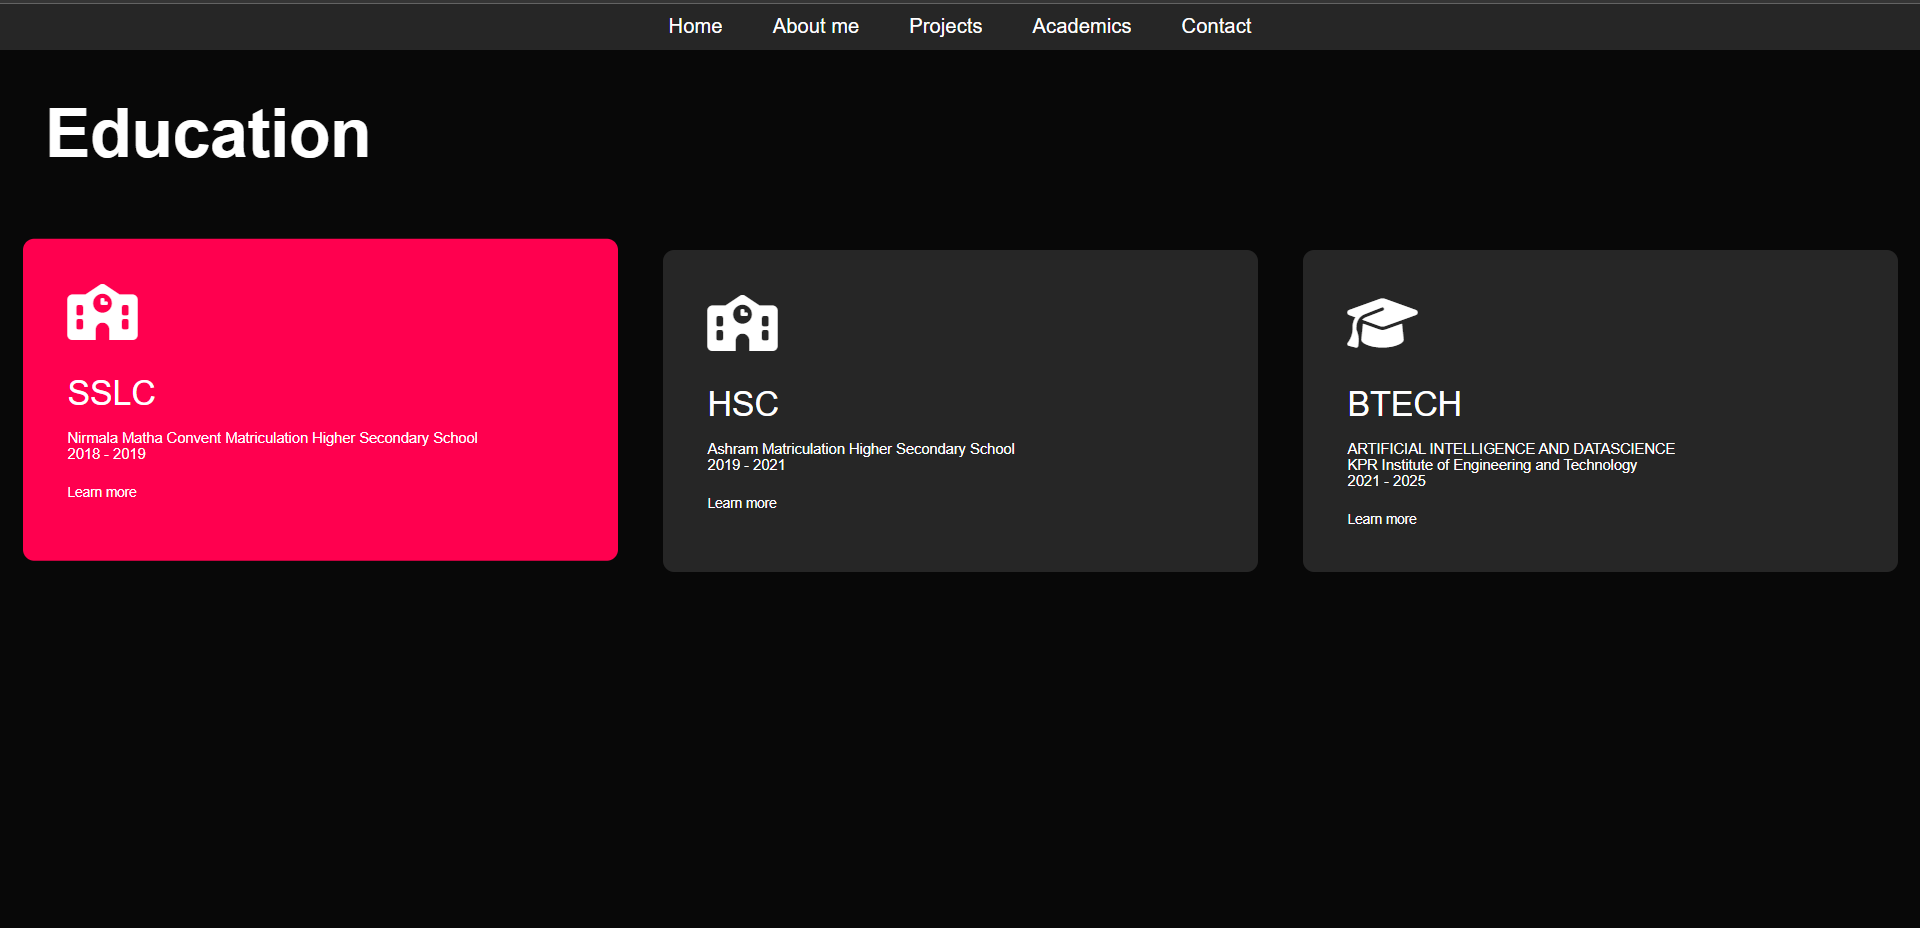 Home About me Projects Academics Contact
Education
SSLC
Nirmala Matha Convent Matriculation Higher Secondary School
2018 - 2019
Learn more
HSC
Ashram Matriculation Higher Secondary School
2019 - 2021
Learn more
BTECH
ARTIFICIAL INTELLIGENCE AND DATASCIENCE
KPR Institute of Engineering and Technology
2021 - 2025
Learn more